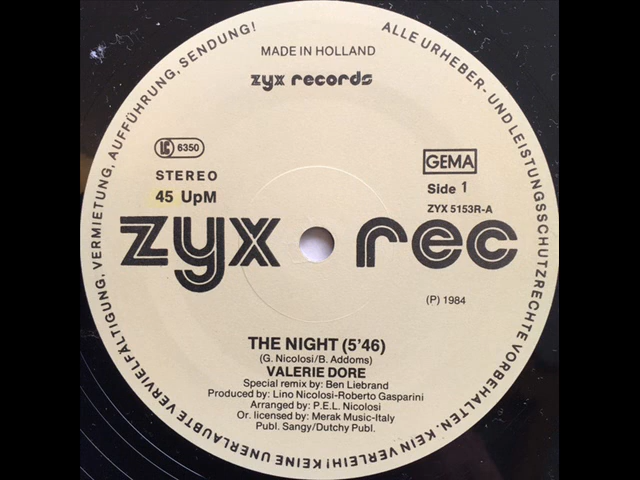 ALLE URHEBER- UND LEISTUNGSSCHUTZRECHTE VORBEHALTEN. KEIN VERLEIH! KEINE UNERLAUBTE VERVIELFÄLTIGUNG, VERMIETUNG, AUFFÜHRUNG, SENDUNG!
MADE IN HOLLAND
zyx records
LC 6350
STEREO
45 UpM
GEMA
Side 1
ZYX 5153R-A
zyx rec
(P) 1984
THE NIGHT (5'46)
(G. Nicolosi/B. Addoms)
VALERIE DORE
Special remix by: Ben Liebrand
Produced by: Lino Nicolosi-Roberto Gasparini
Arranged by: P.E.L. Nicolosi
Or. licensed by: Merak Music-Italy
Publ. Sangy/Dutchy Publ.